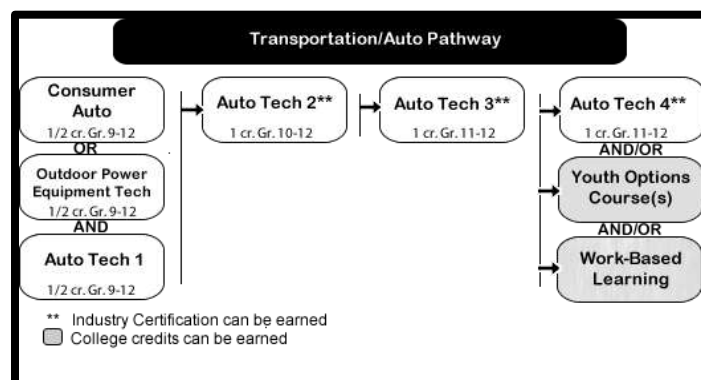 Transportation/Auto Pathway
Consumer
Auto
1/2 cr. Gr. 9-12
OR
Outdoor Power
Equipment Tech
1/2 cr. Gr. 9-12
AND
Auto Tech 1
1/2 cr. Gr. 9-12
Auto Tech 2**
1 cr. Gr. 10-12
Auto Tech 3**
1 cr. Gr. 11-12
Auto Tech 4**
1 cr. Gr. 11-12
AND/OR
Youth Options
Course(s)
AND/OR
Work-Based
Learning
** Industry Certification can be earned
College credits can be earned